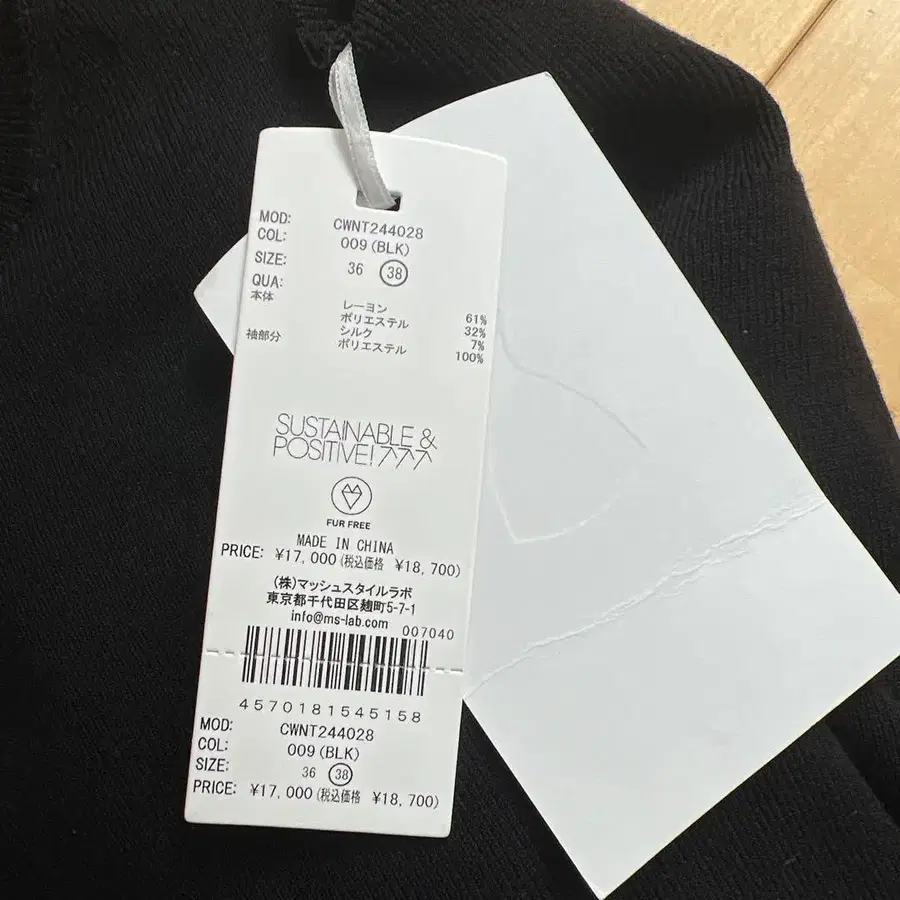 MOD: CWNT244028
COL: 009(BLK)
SIZE: 36 38
QUA:
本体 レーヨン 61%
ポリエステル 32%
シルク 7%
袖部分 ポリエステル 100%
SUSTAINABLE &
POSITIVE!
FUR FREE
MADE IN CHINA
PRICE: ¥17,000(税込価格 ¥18,700)
(株)マッシュスタイルラボ
東京都千代田区麹町5-7-1
info@ms-lab.com
007040
4570181545158
MOD: CWNT244028
COL: 009(BLK)
SIZE: 36 38
PRICE: ¥17,000(税込価格 ¥18,700)